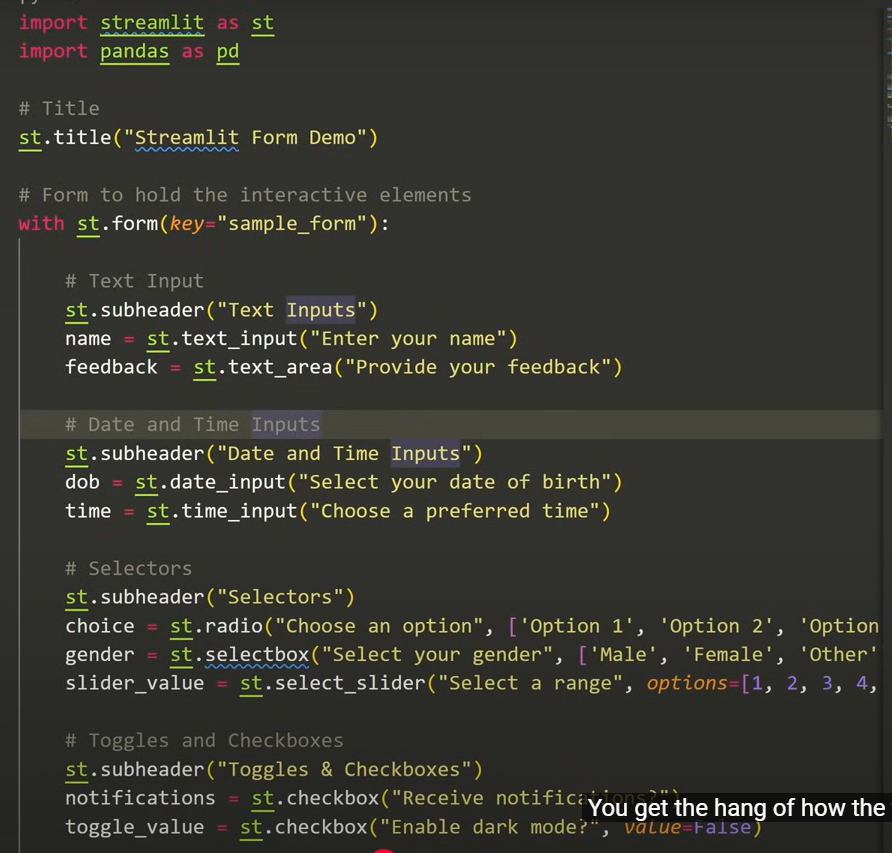 import streamlit as st
import pandas as pd
# Title
st.title("Streamlit Form Demo")
# Form to hold the interactive elements
with st.form(key="sample_form"):
# Text Input
st.subheader("Text Inputs")
name = st.text_input("Enter your name")
feedback = st.text_area("Provide your feedback")
# Date and Time Inputs
st.subheader("Date and Time Inputs")
dob = st.date_input("Select your date of birth")
time = st.time_input("Choose a preferred time")
# Selectors
st.subheader("Selectors")
choice = st.radio("Choose an option", ['Option 1', 'Option 2', 'Option
gender = st.selectbox("Select your gender", ['Male', 'Female', 'Other'
slider_value = st.select_slider("Select a range", options=[1, 2, 3, 4,
# Toggles and Checkboxes
st.subheader("Toggles & Checkboxes")
notifications = st.checkbox("Receive notifications?")
You get the hang of how the
toggle_value = st.checkbox("Enable dark mode?", value=False)